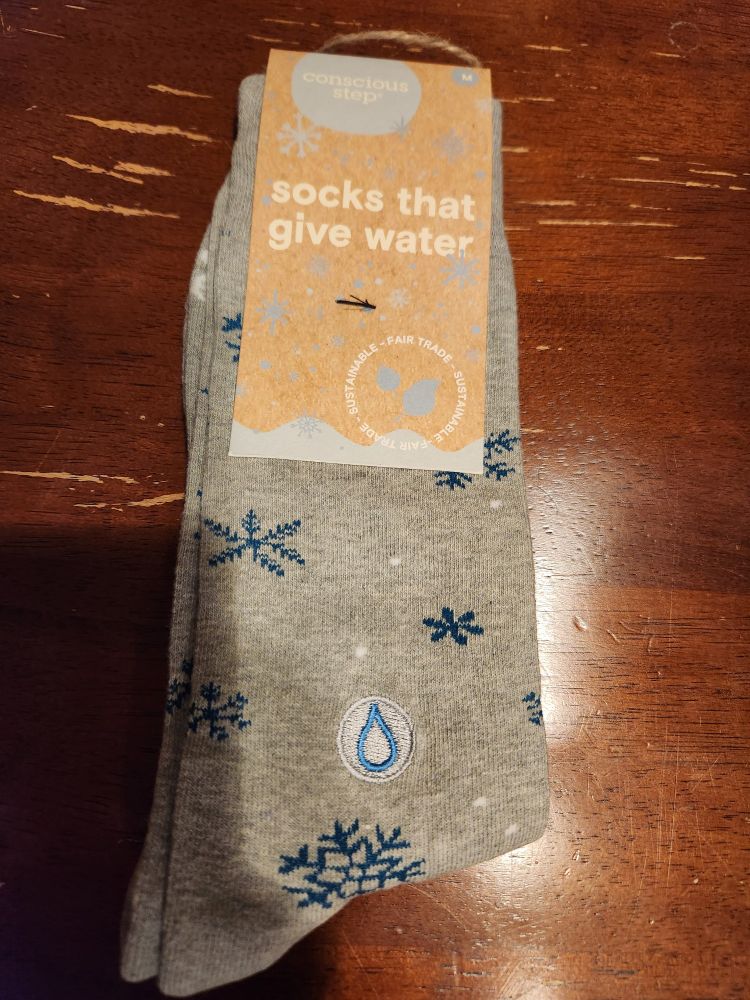 conscious
step®
M
socks that
give water
SUSTAINABLE - FAIR TRADE - SUSTAINABLE - FAIR TRADE -